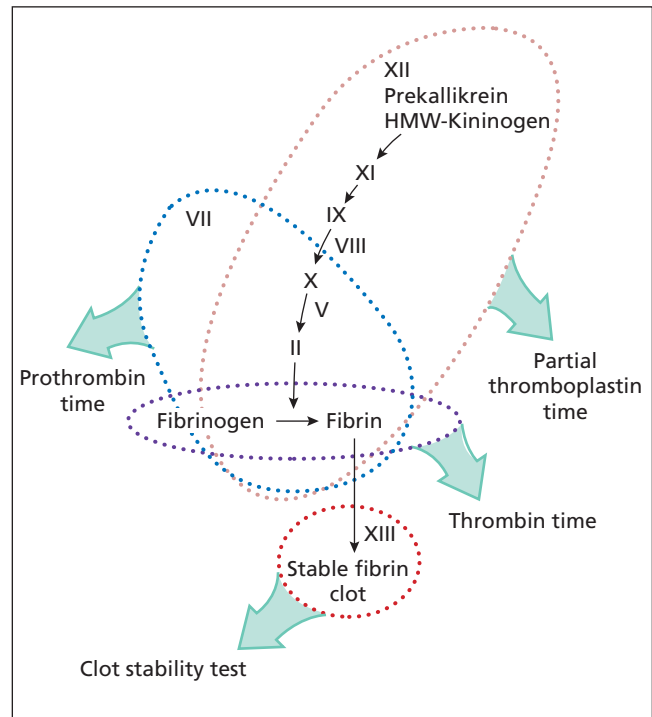 XII
Prekallikrein
HMW-Kininogen
XI
IX
VII
VIII
X
V
II
Prothrombin
time
Partial
thromboplastin
time
Fibrinogen
Fibrin
Thrombin time
XIII
Stable fibrin
clot
Clot stability test